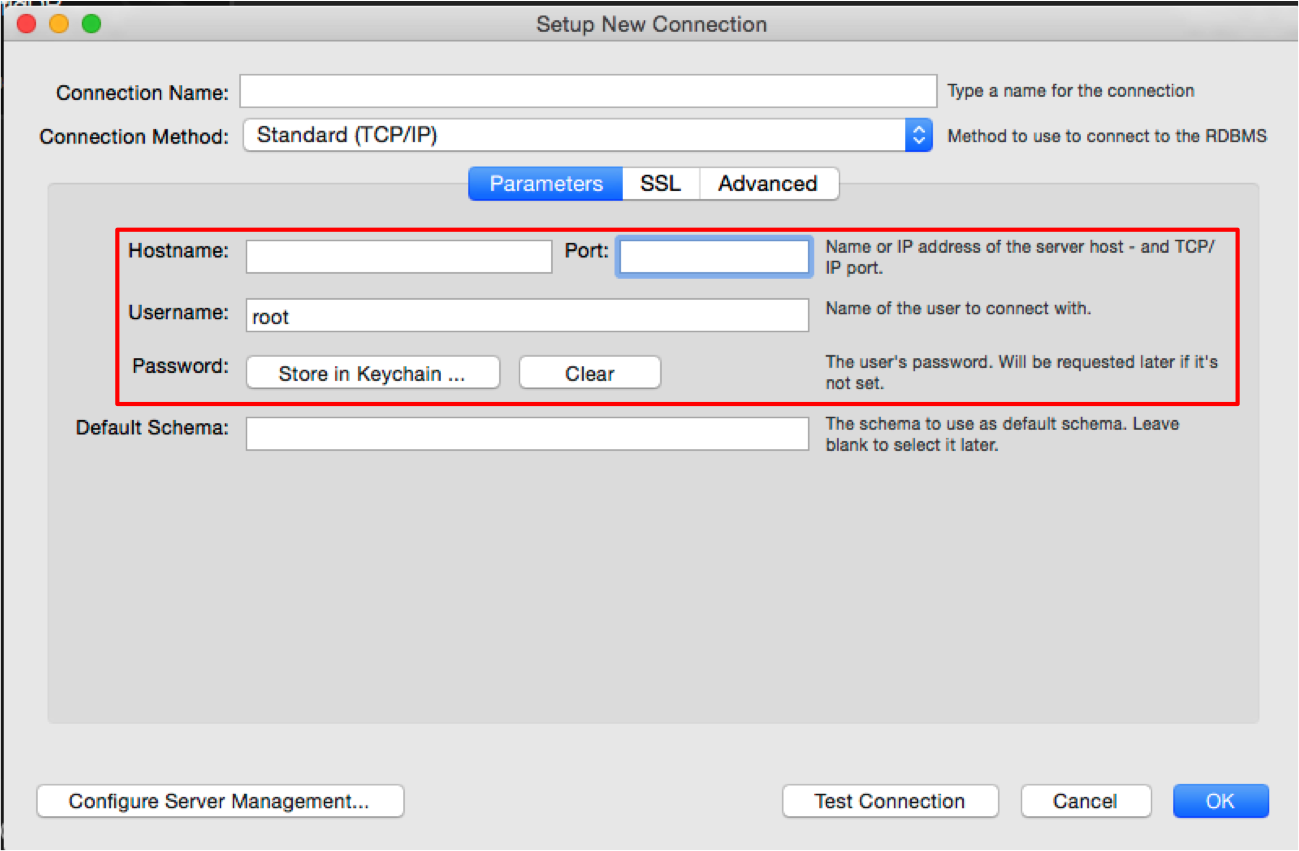 Setup New Connection
Connection Name:
Type a name for the connection
Connection Method: Standard (TCP/IP)
Method to use to connect to the RDBMS
Parameters SSL Advanced
Hostname: Port:
Name or IP address of the server host - and TCP/
IP port.
Username: root
Name of the user to connect with.
Password: Store in Keychain ... Clear
The user's password. Will be requested later if it's
not set.
Default Schema:
The schema to use as default schema. Leave
blank to select it later.
Configure Server Management... Test Connection Cancel OK